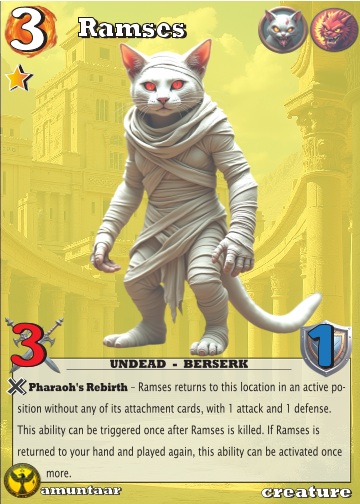 3 Ramses
3
1
UNDEAD - BERSERK
Pharaoh's Rebirth - Ramses returns to this location in an active po-
sition without any of its attachment cards, with 1 attack and 1 defense.
This ability can be triggered once after Ramses is killed. If Ramses is
returned to your hand and played again, this ability can be activated once
more.
amuntaar creature